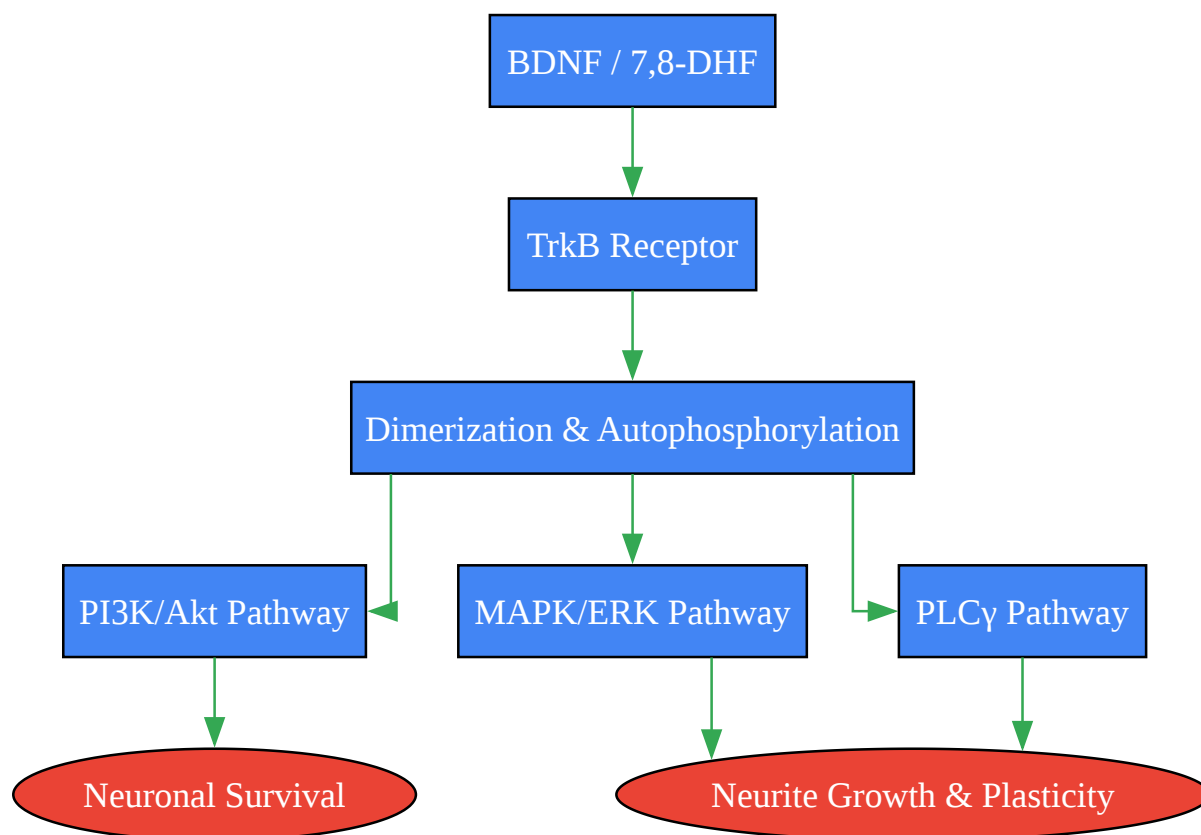 BDNF / 7,8-DHF
TrkB Receptor
Dimerization & Autophosphorylation
PI3K/Akt Pathway
MAPK/ERK Pathway
PLCγ Pathway
Neuronal Survival
Neurite Growth & Plasticity